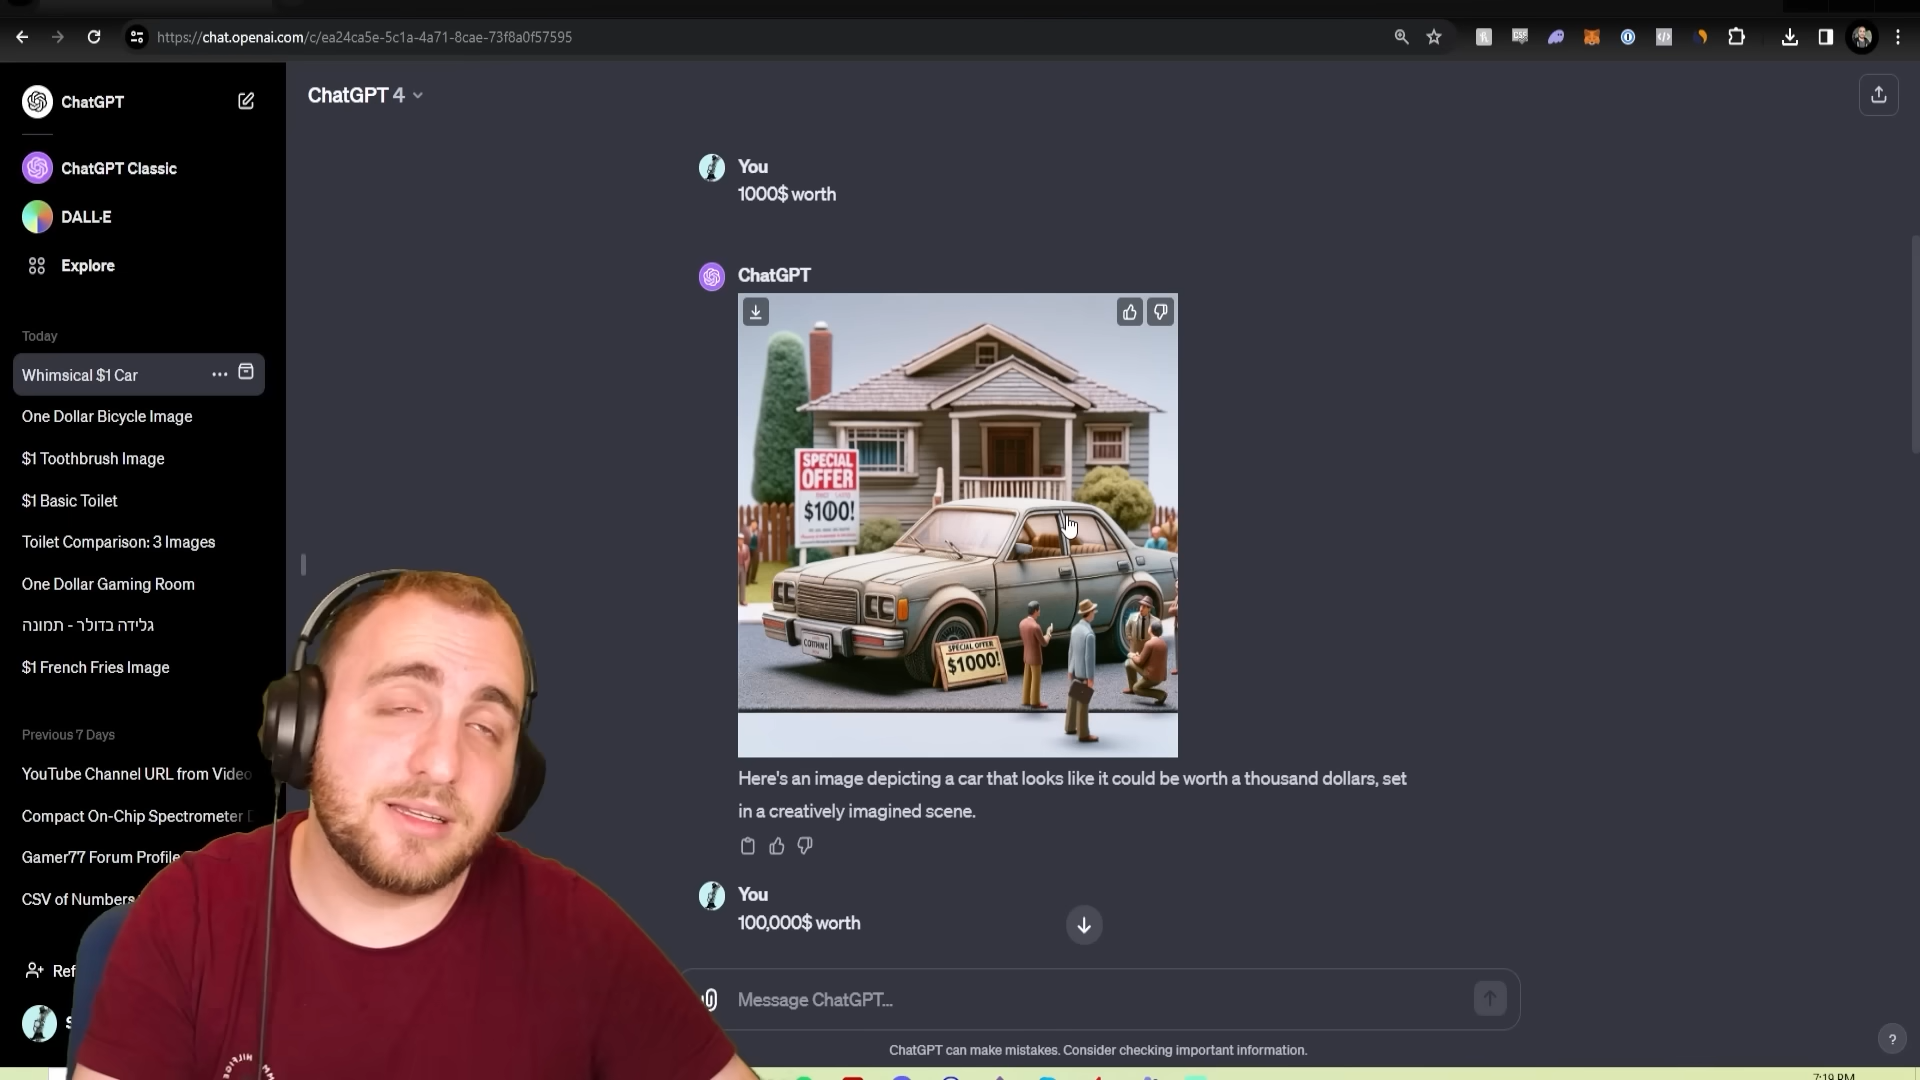 https://chat.openai.com/c/ea24ca5e-5c1a-4a71-8cae-73f8a0f57595
ChatGPT
ChatGPT Classic
DALL·E
Explore
Today
Whimsical $1 Car
One Dollar Bicycle Image
$1 Toothbrush Image
$1 Basic Toilet
Toilet Comparison: 3 Images
One Dollar Gaming Room
גלידה בדולר - תמונה
$1 French Fries Image
Previous 7 Days
YouTube Channel URL from Video
Compact On-Chip Spectrometer
Gamer77 Forum Profile
CSV of Numbers
Ref
ChatGPT 4
You
1000$ worth
ChatGPT
SPECIAL
OFFER
$100!
SPECIAL OFFER
$1000!
Here's an image depicting a car that looks like it could be worth a thousand dollars, set
in a creatively imagined scene.
You
100,000$ worth
Message ChatGPT...
ChatGPT can make mistakes. Consider checking important information.
?
7:19 PM